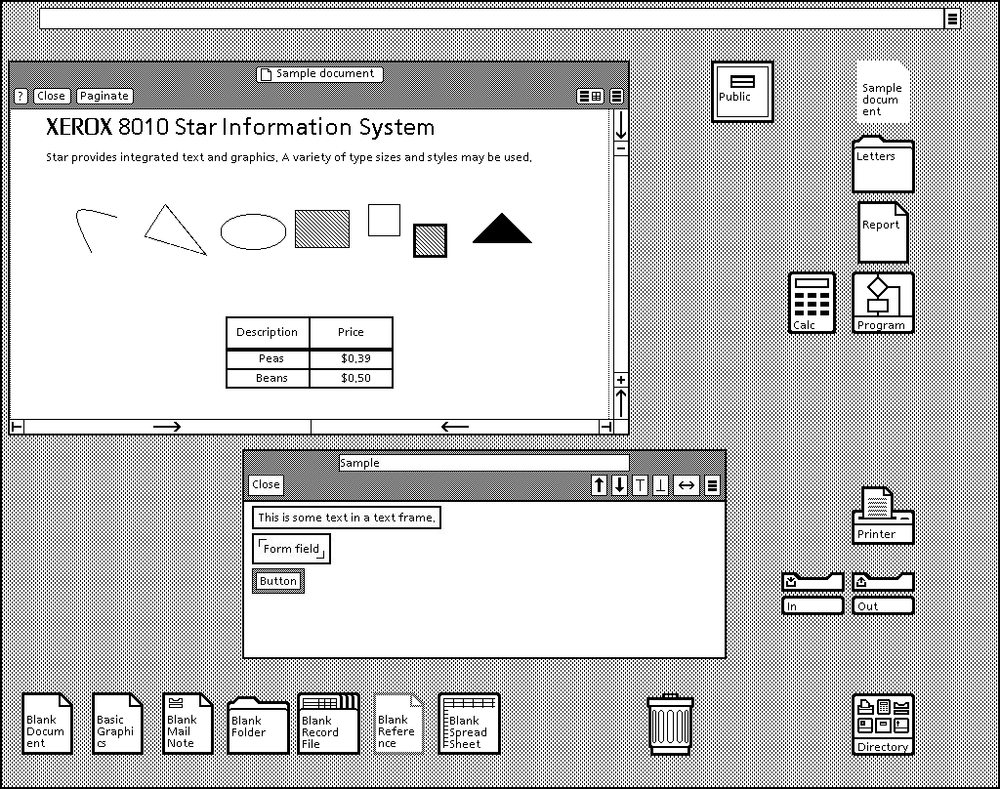 Sample document
? Close Paginate
XEROX 8010 Star Information System
Star provides integrated text and graphics. A variety of type sizes and styles may be used.
Description Price
Peas $0.39
Beans $0.50
Public
Sample
docum
ent
Letters
Report
Calc
Program
Sample
Close
This is some text in a text frame.
Form field
Button
Printer
In
Out
Blank
Docum
ent
Basic
Graphi
cs
Blank
Mail
Note
Blank
Folder
Blank
Record
File
Blank
Refere
nce
Blank
Spread
Sheet
Directory